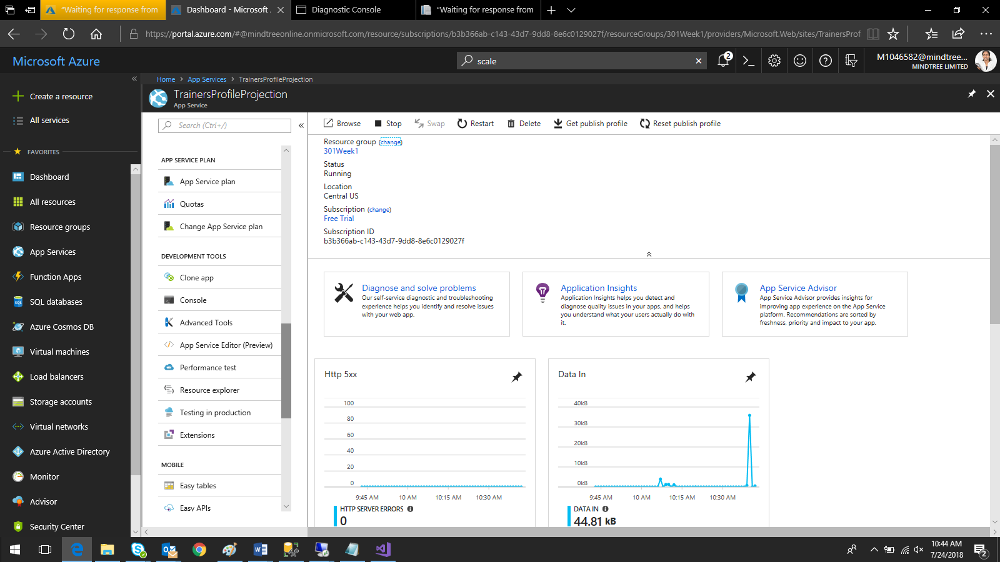 "Waiting for response from
Dashboard - Microsoft .
Diagnostic Console
"Waiting for response from
https://portal.azure.com/#@mindtreeonline.onmicrosoft.com/resource/subscriptions/b3b366ab-c143-43d7-9dd8-8e6c0129027f/resourceGroups/301Week1/providers/Microsoft.Web/sites/TrainersProf
Microsoft Azure
scale
2
M1046582@mindtree...
MINDTREE LIMITED
Home > App Services > TrainersProfileProjection
TrainersProfileProjection
App Service
Create a resource
All services
FAVORITES
Dashboard
All resources
Resource groups
App Services
Function Apps
SQL databases
Azure Cosmos DB
Virtual machines
Load balancers
Storage accounts
Virtual networks
Azure Active Directory
Monitor
Advisor
Security Center
Search (Ctrl+/)
APP SERVICE PLAN
App Service plan
Quotas
Change App Service plan
DEVELOPMENT TOOLS
Clone app
Console
Advanced Tools
App Service Editor (Preview)
Performance test
Resource explorer
Testing in production
Extensions
MOBILE
Easy tables
Easy APIs
Browse Stop Swap Restart Delete Get publish profile Reset publish profile
Resource group (change)
301Week1
Status
Running
Location
Central US
Subscription (change)
Free Trial
Subscription ID
b3b366ab-c143-43d7-9dd8-8e6c0129027f
Diagnose and solve problems
Our self-service diagnostic and troubleshooting
experience helps you identify and resolve issues
with your web app.
Application Insights
Application Insights helps you detect and
diagnose quality issues in your apps, and helps
you understand what your users actually do with
it.
App Service Advisor
App Service Advisor provides insights for
improving app experience on the App Service
platform. Recommendations are sorted by
freshness, priority and impact to your app.
Http 5xx
100
80
60
40
20
0
9:45 AM 10 AM 10:15 AM 10:30 AM
HTTP SERVER ERRORS
0
Data In
40kB
30kB
20kB
10kB
0kB
9:45 AM 10 AM 10:15 AM 10:30 AM
DATA IN
44.81 kB
10:44 AM
7/24/2018
2